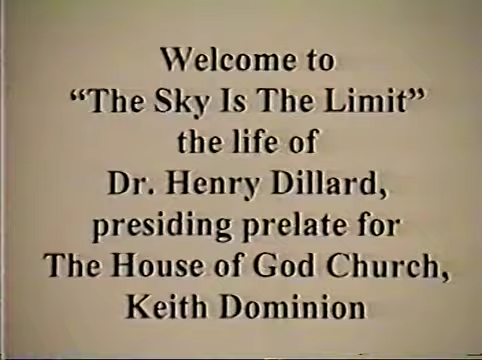 Welcome to
“The Sky Is The Limit”
the life of
Dr. Henry Dillard,
presiding prelate for
The House of God Church,
Keith Dominion